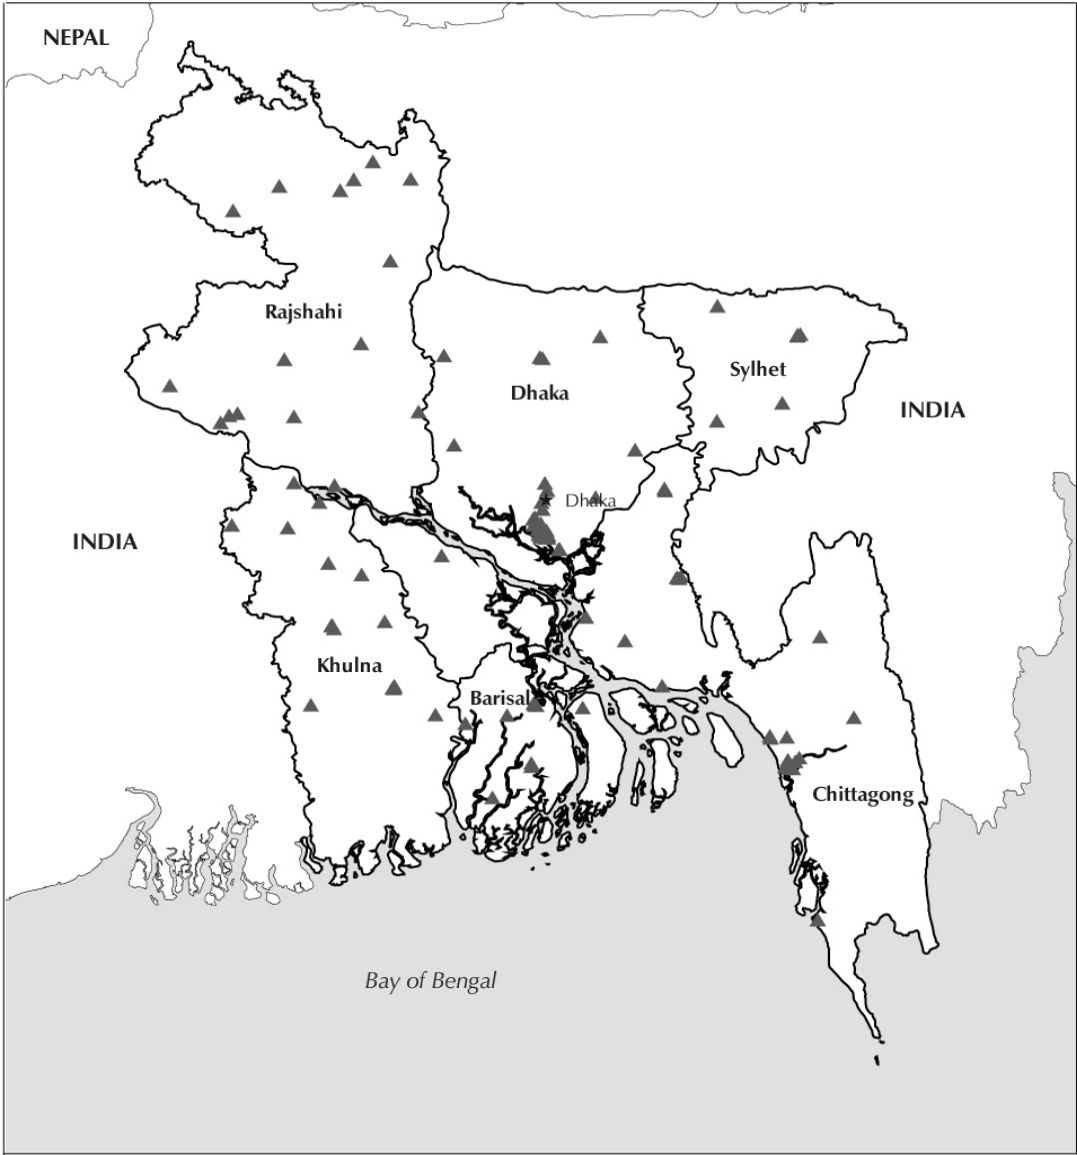 NEPAL
Rajshahi
Sylhet
Dhaka
INDIA
Dhaka
INDIA
Khulna
Barisal
Chittagong
Bay of Bengal